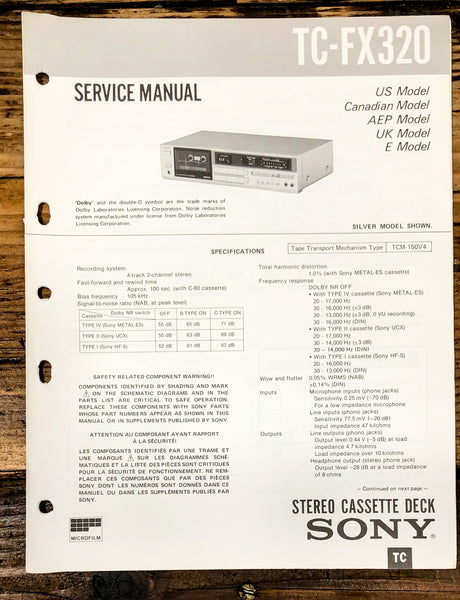 TC-FX320
SERVICE MANUAL
US Model
Canadian Model
AEP Model
UK Model
E Model
"Dolby" and the double-D symbol are the trade marks of
Dolby Laboratories Licensing Corporation. Noise reduction
system manufactured under license from Dolby Laboratories
Licensing Corporation.
SILVER MODEL SHOWN.
SPECIFICATIONS
Tape Transport Mechanism Type TCM-150V4
Recording system
4-track 2-channel stereo
Fast forward and rewind time
Approx. 100 sec. (with C-60 cassette)
Bias frequency 105 kHz
Signal-to-noise ratio (NAB, at peak level)
Cassette Dolby NR switch OFF B-TYPE ON C-TYPE ON
TYPE IV (Sony METAL-ES) 55 dB 65 dB 71 dB
TYPE II (Sony UCX) 55 dB 63 dB 69 dB
TYPE I (Sony HF-S) 52 dB 61 dB 67 dB
SAFETY-RELATED COMPONENT WARNING!!
COMPONENTS IDENTIFIED BY SHADING AND MARK
⚠ ON THE SCHEMATIC DIAGRAMS AND IN THE
PARTS LIST ARE CRITICAL TO SAFE OPERATION.
REPLACE THESE COMPONENTS WITH SONY PARTS
WHOSE PART NUMBERS APPEAR AS SHOWN IN THIS
MANUAL OR IN SUPPLEMENTS PUBLISHED BY SONY.
ATTENTION AU COMPOSANT AYANT RAPPORT
À LA SÉCURITÉ!
LES COMPOSANTS IDENTIFIÉS PAR UNE TRAME ET
UNE MARQUE ⚠ SUR LES DIAGRAMMES SCHÉ-
MATIQUES ET LA LISTE DES PIÈCES SONT CRITIQUES
POUR LA SÉCURITÉ DE FONCTIONNEMENT. NE REM-
PLACER CES COMPOSANTS QUE PAR DES PIÈCES
SONY DONT LES NUMÉROS SONT DONNÉS DANS CE
MANUEL OU DANS LES SUPPLÉMENTS PUBLIÉS PAR
SONY.
Total harmonic distortion
1.0% (with Sony METAL-ES cassette)
Frequency response
DOLBY NR OFF
• With TYPE IV cassette (Sony METAL-ES)
20 - 17,000 Hz
30 - 16,000 Hz (±3 dB)
30 - 13,000 Hz (±3 dB, 0 VU recording)
30 - 16,000 Hz (DIN)
• With TYPE II cassette (Sony UCX)
20 - 17,000 Hz
30 - 14,000 Hz (±3 dB)
30 - 14,000 Hz (DIN)
• With TYPE I cassette (Sony HF-S)
20 - 16,000 Hz
30 - 13,000 Hz (DIN)
Wow and flutter 0.05% WRMS (NAB)
±0.14% (DIN)
Inputs Microphone inputs (phone jacks)
Sensitivity 0.25 mV (-70 dB)
For a low impedance microphone
Line inputs (phono jacks)
Sensitivity 77.5 mV (-20 dB)
Input impedance 47 kilohms
Outputs Line outputs (phono jacks)
Output level 0.44 V (-5 dB) at load
impedance 4.7 kilohms
Load impedance over 10 kilohms
Headphone output (stereo phone jack)
Output level -28 dB at a load impedance
of 8 ohms
— Continued on next page —
MICROFILM
STEREO CASSETTE DECK
SONY®
TC